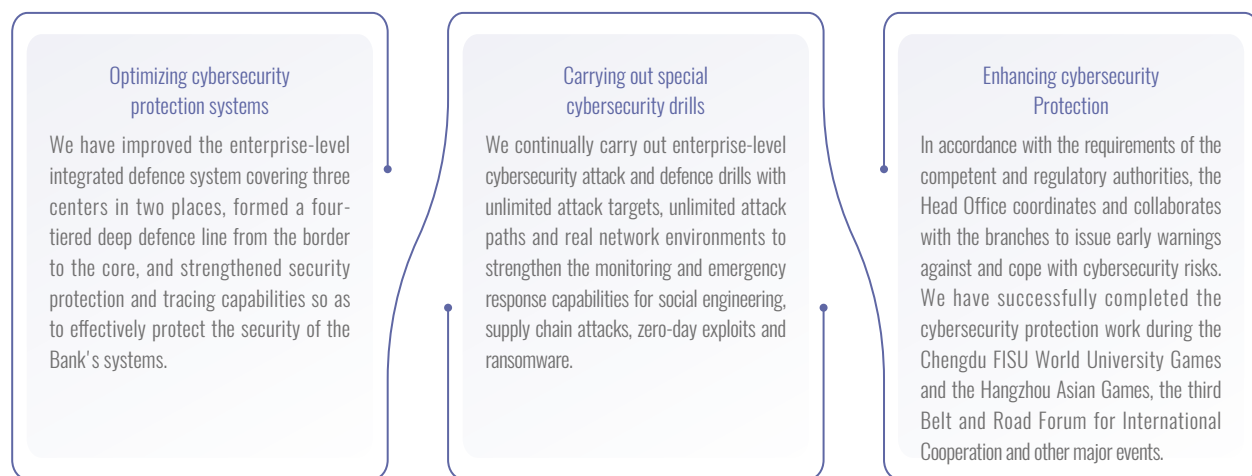 Optimizing cybersecurity
protection systems
We have improved the enterprise-level
integrated defence system covering three
centers in two places, formed a four-
tiered deep defence line from the border
to the core, and strengthened security
protection and tracing capabilities so as
to effectively protect the security of the
Bank's systems.
Carrying out special
cybersecurity drills
We continually carry out enterprise-level
cybersecurity attack and defence drills with
unlimited attack targets, unlimited attack
paths and real network environments to
strengthen the monitoring and emergency
response capabilities for social engineering,
supply chain attacks, zero-day exploits and
ransomware.
Enhancing cybersecurity
Protection
In accordance with the requirements of the
competent and regulatory authorities, the
Head Office coordinates and collaborates
with the branches to issue early warnings
against and cope with cybersecurity risks.
We have successfully completed the
cybersecurity protection work during the
Chengdu FISU World University Games
and the Hangzhou Asian Games, the third
Belt and Road Forum for International
Cooperation and other major events.